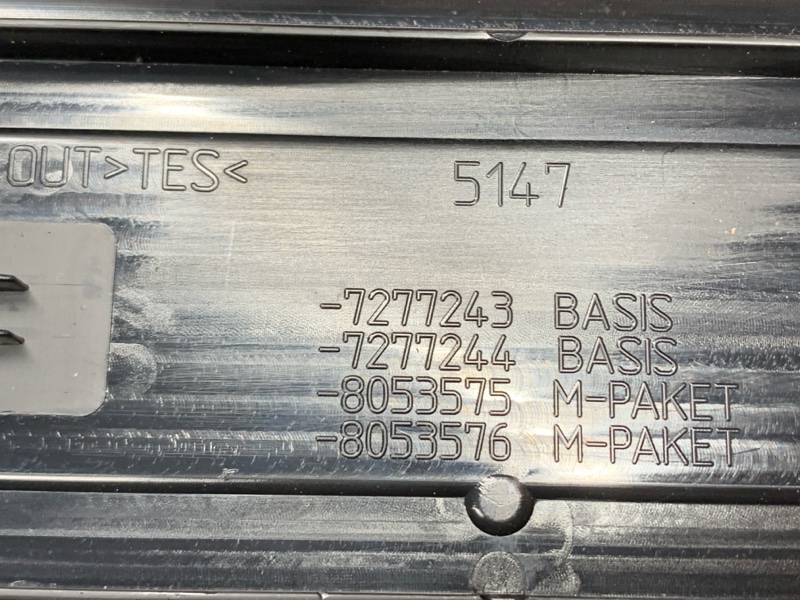 OUT>TES< 5147
-7277243 BASIS
-7277244 BASIS
-8053575 M-PAKET
-8053576 M-PAKET